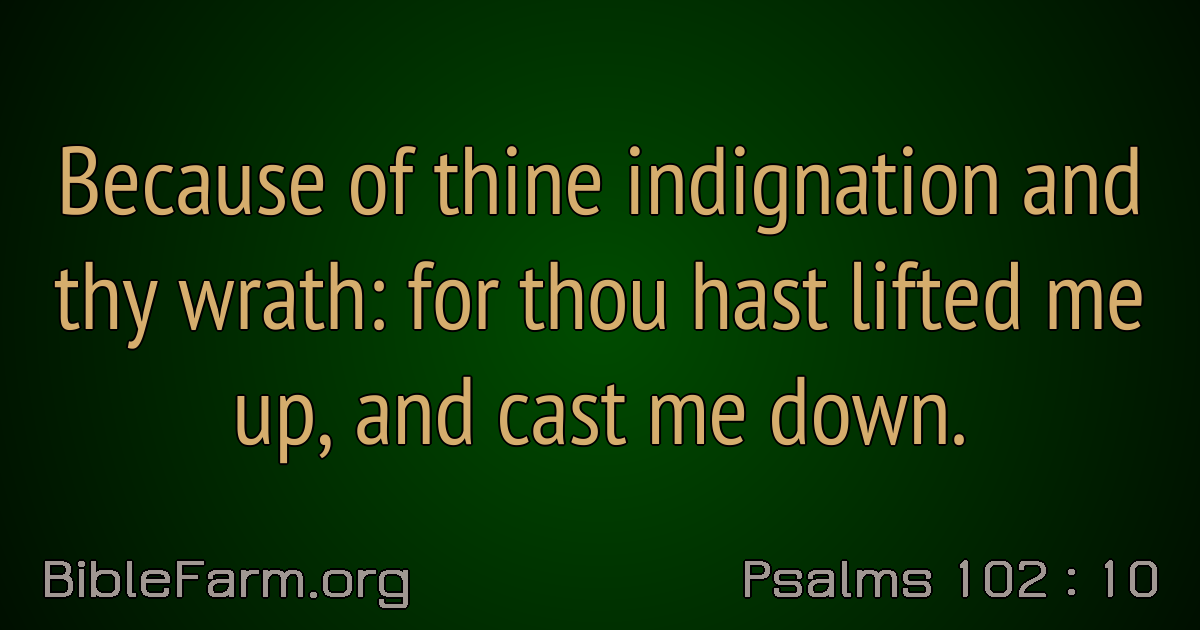 Because of thine indignation and
thy wrath: for thou hast lifted me
up, and cast me down.
BibleFarm.org
Psalms 102 : 10